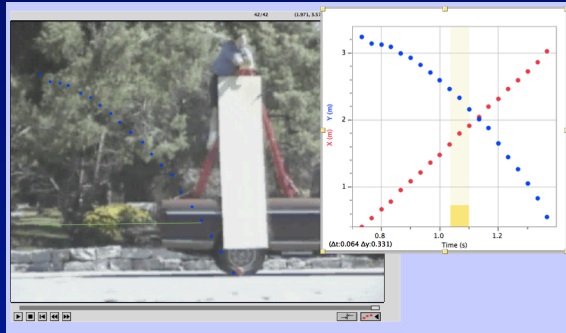 42/42
(1.971, 3.57
3
2
1
X (m)
Y (m)
0.8
1.0
1.2
Time (s)
(Δt:0.064 Δy:0.331)